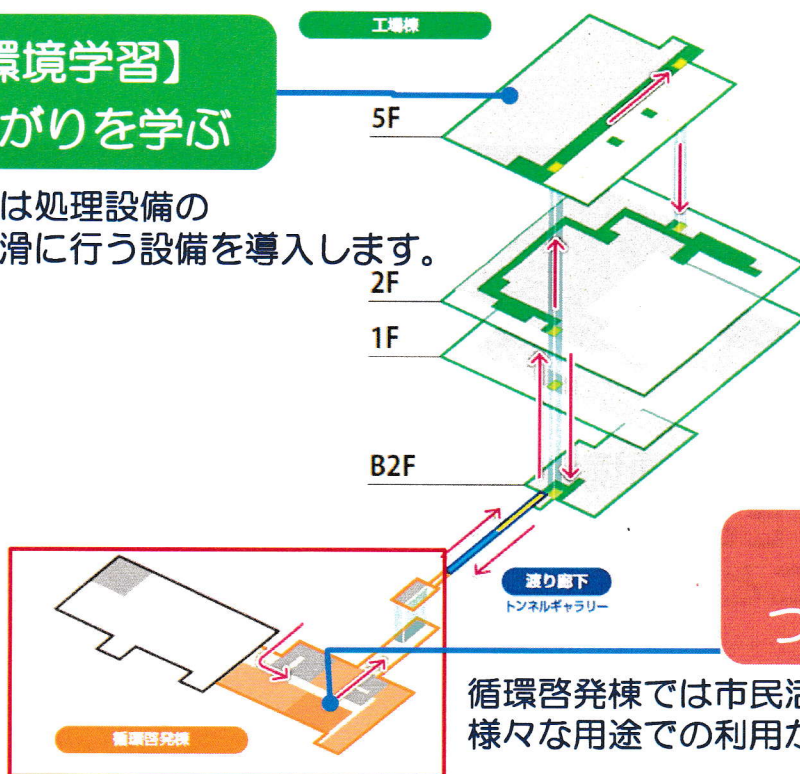 工場棟
環境学習】
がりを学ぶ
5F
は処理設備の
滑に行う設備を導入します。
2F
1F
B2F
渡り廊下
トンネルギャラリー
つ
循環啓発棟では市民活
様々な用途での利用が
循環啓発棟